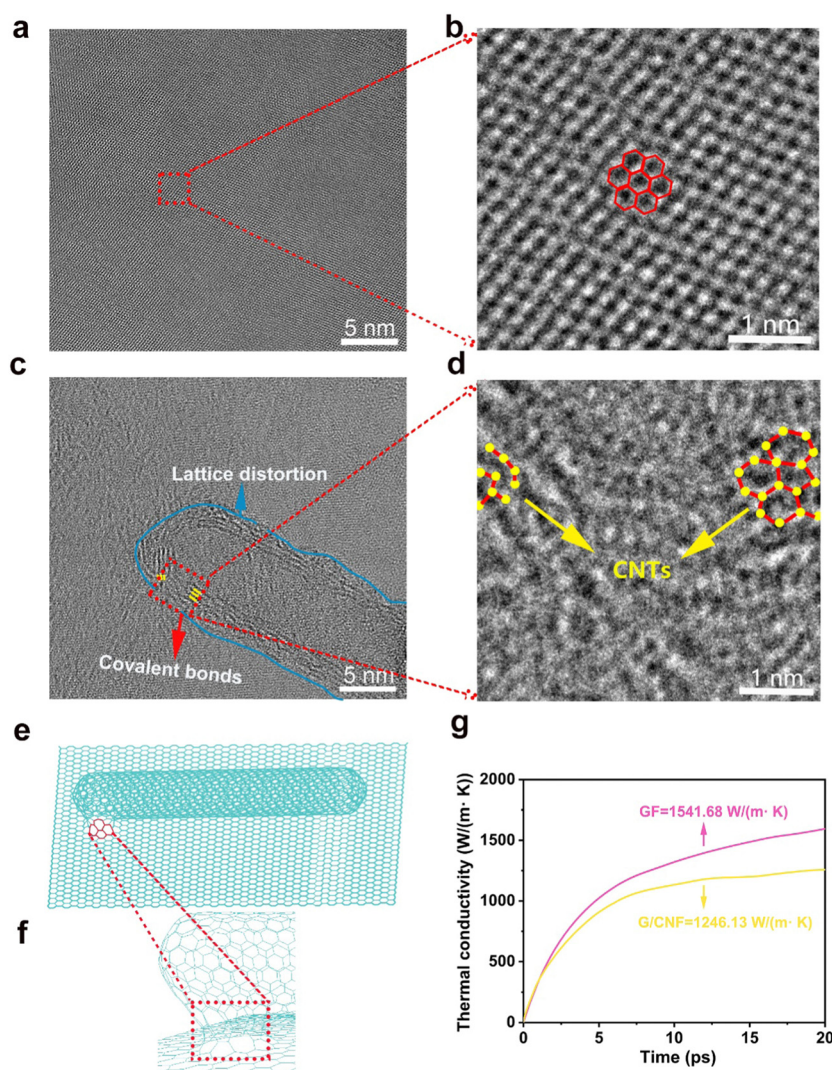 a
b
5 nm
1 nm
c
d
Lattice distortion
Covalent bonds
5 nm
CNTs
1 nm
e
f
g
2000
1500
1000
500
0
Thermal conductivity (W/(m· K))
GF=1541.68 W/(m· K)
G/CNF=1246.13 W/(m· K)
0
5
10
15
20
Time (ps)